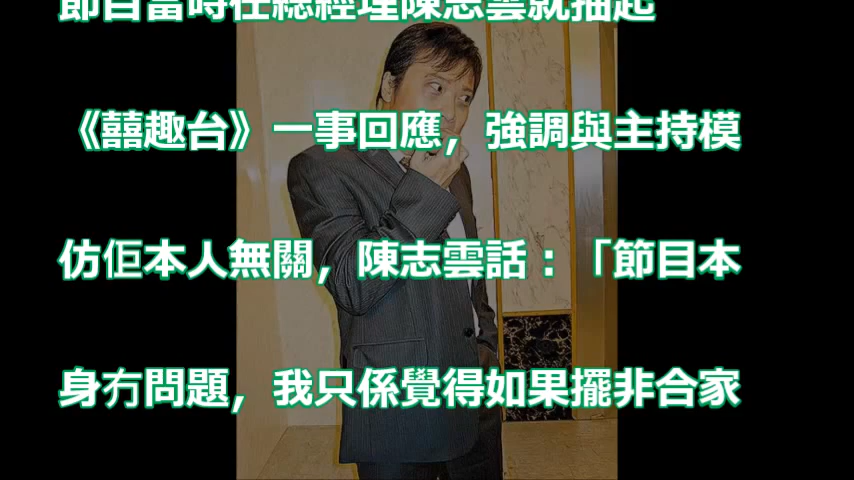 節目當時任總經理陳志雲就抽起
《囍趣台》一事回應，強調與主持模
仿佢本人無關，陳志雲話：「節目本
身冇問題，我只係覺得如果擺非合家